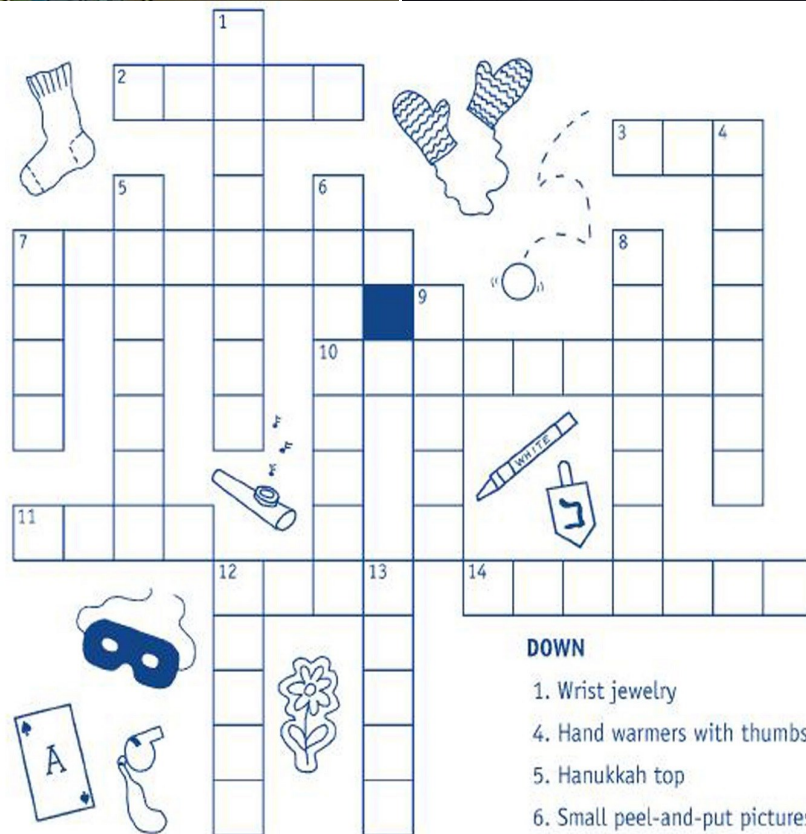 1
2
3 4
5 6
7 8
9
10
WHITE
נ
11
12 13 14
DOWN
1. Wrist jewelry
A
4. Hand warmers with thumbs
5. Hanukkah top
6. Small peel-and-put pictures